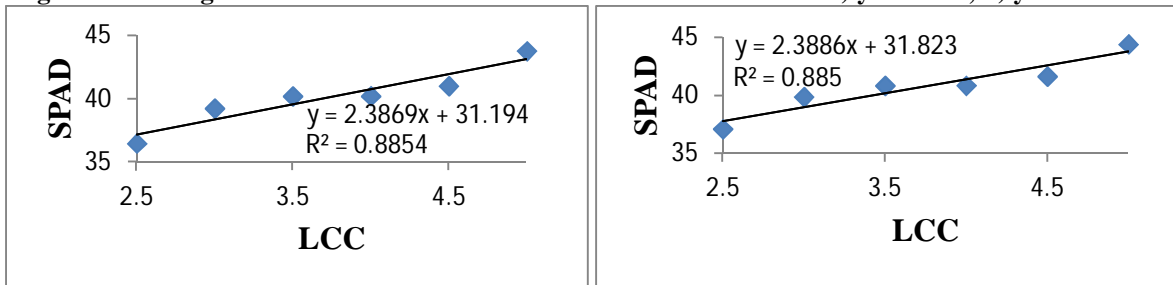 45
40
35
SPAD
y = 2.3869x + 31.194
R² = 0.8854
2.5
3.5
4.5
LCC
45
40
35
SPAD
y = 2.3886x + 31.823
R² = 0.885
2.5
3.5
4.5
LCC